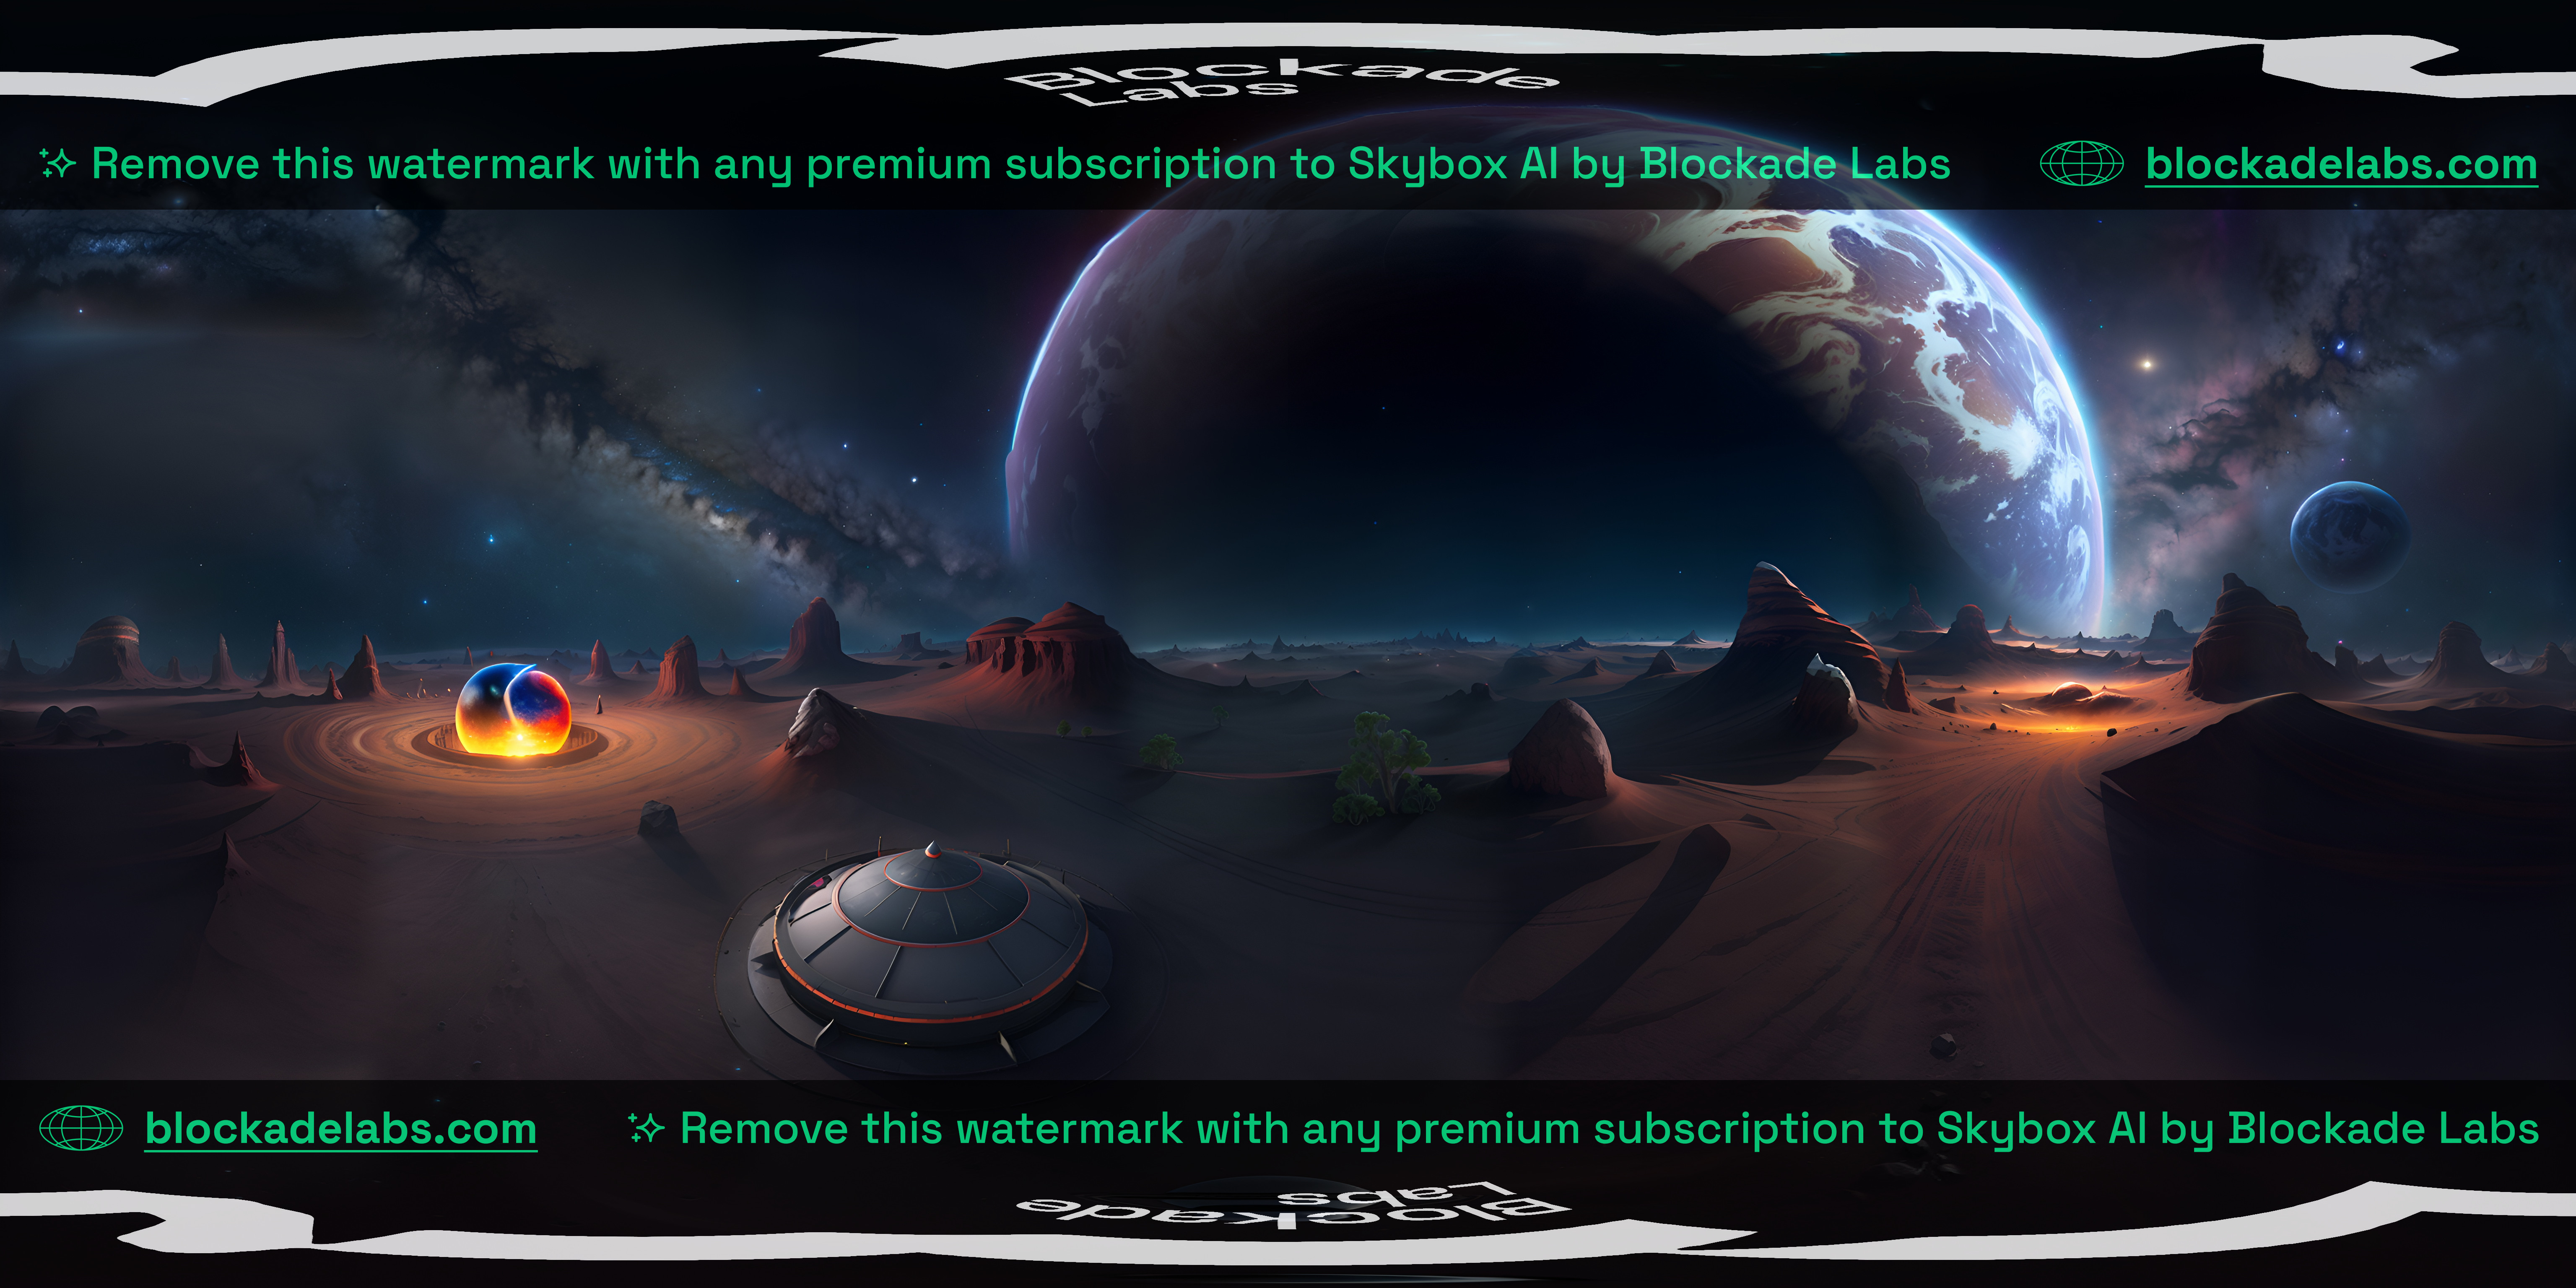 Blockade
Labs
Remove this watermark with any premium subscription to Skybox AI by Blockade Labs
blockadelabs.com
blockadelabs.com
Remove this watermark with any premium subscription to Skybox AI by Blockade Labs
Labs
Blockade